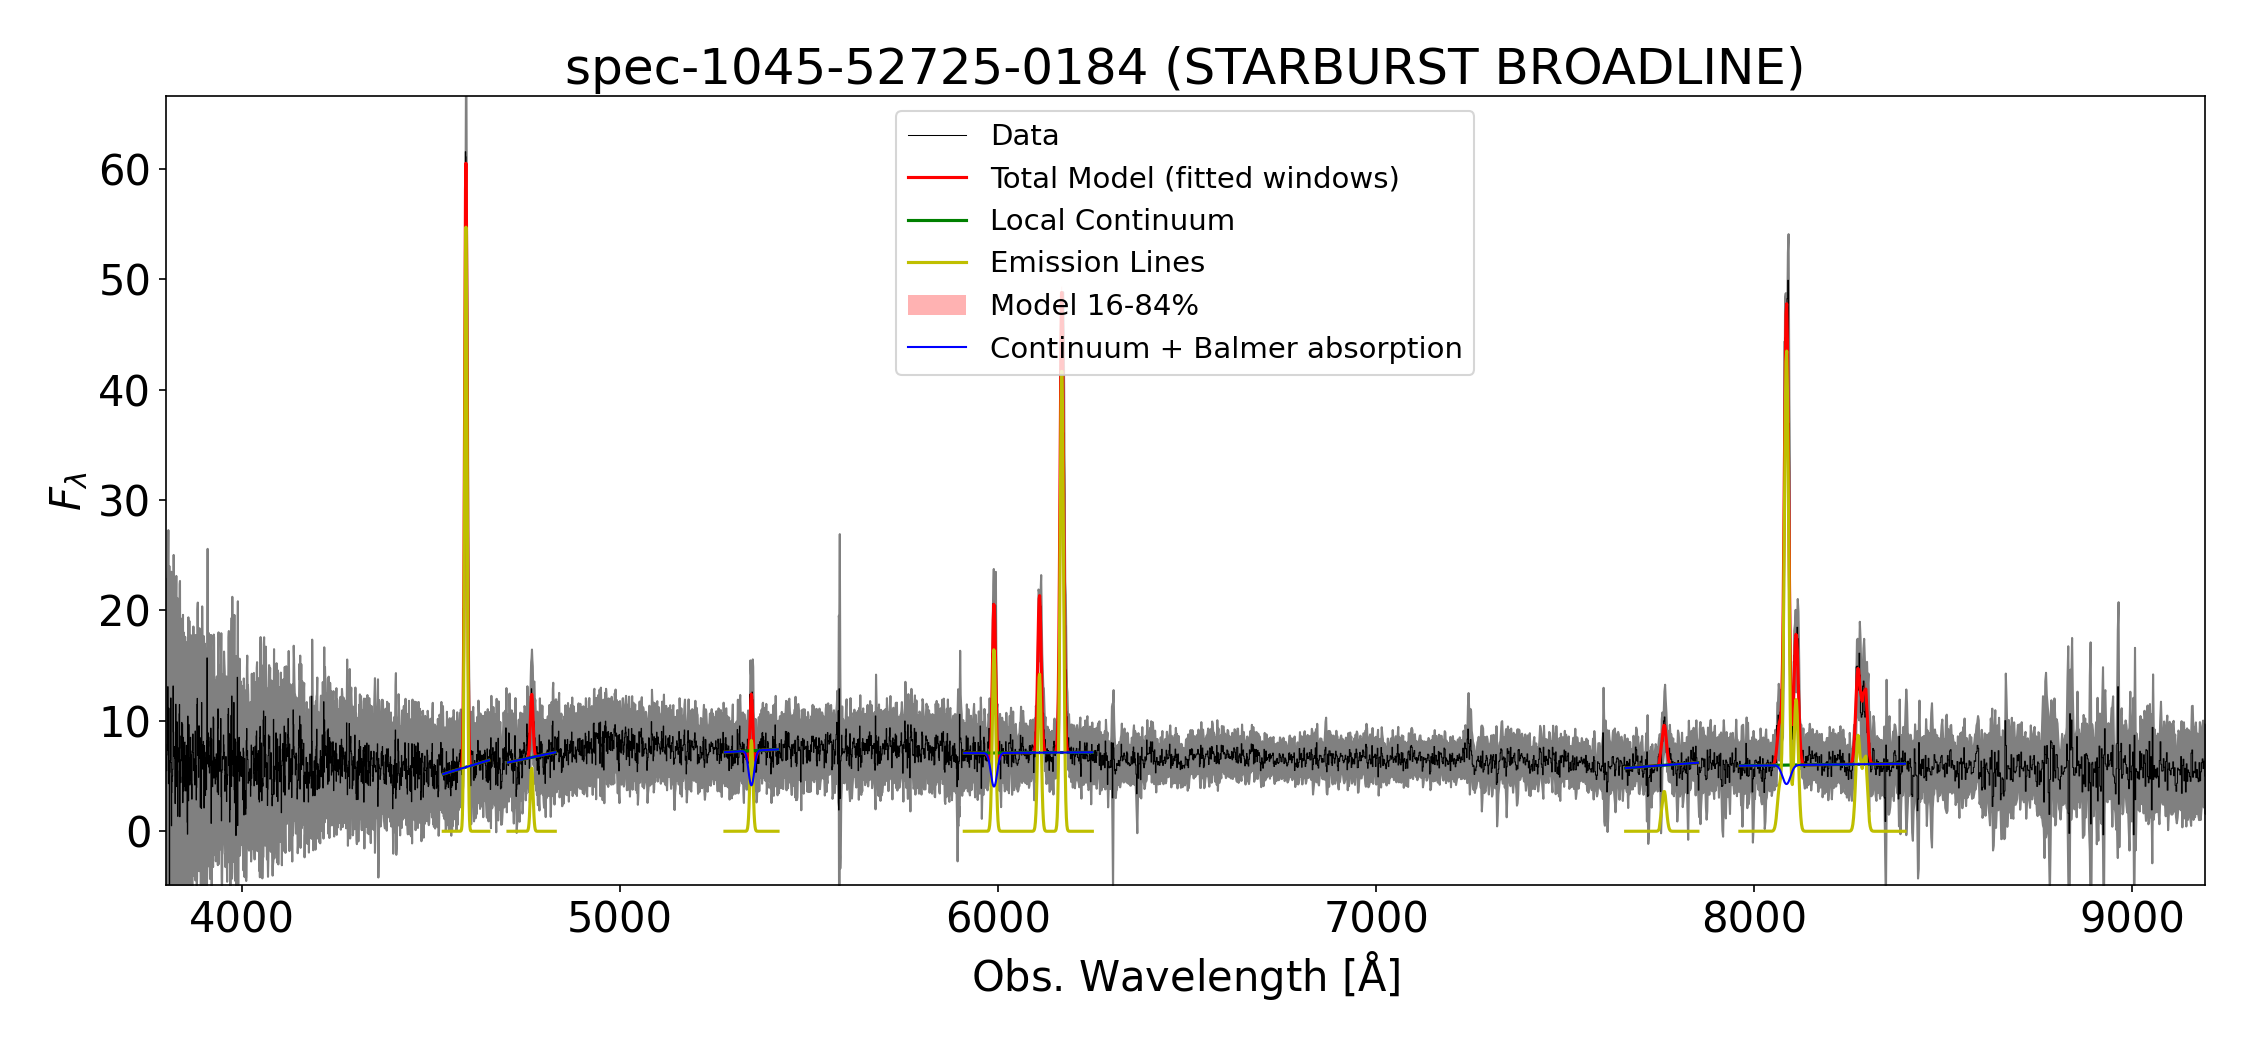 spec-1045-52725-0184 (STARBURST BROADLINE)
Data
Total Model (fitted windows)
Local Continuum
Emission Lines
Model 16-84%
Continuum + Balmer absorption
60
50
40
30
20
10
0
Fλ
4000 5000 6000 7000 8000 9000
Obs. Wavelength [Å]